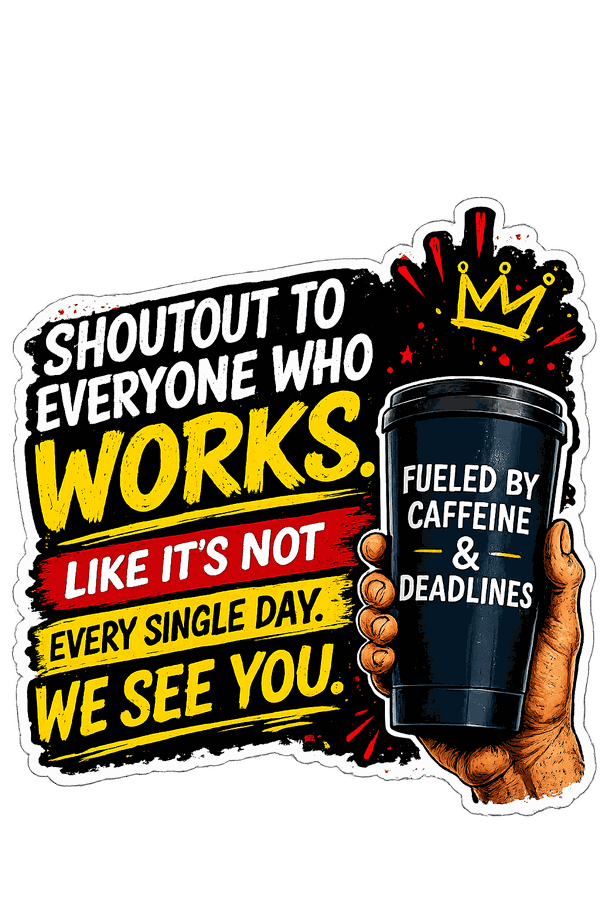 SHOUTOUT TO
EVERYONE WHO
WORKS.
LIKE IT'S NOT
EVERY SINGLE DAY.
WE SEE YOU.
FUELED BY
CAFFEINE
&
DEADLINES